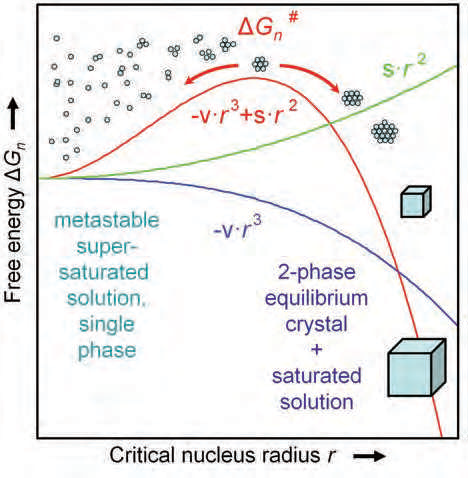 ΔGₙ#
s·r²
-v·r³+s·r²
Free energy ΔGₙ
-v·r³
metastable
super-
saturated
solution,
single
phase
2-phase
equilibrium
crystal
+
saturated
solution
Critical nucleus radius r